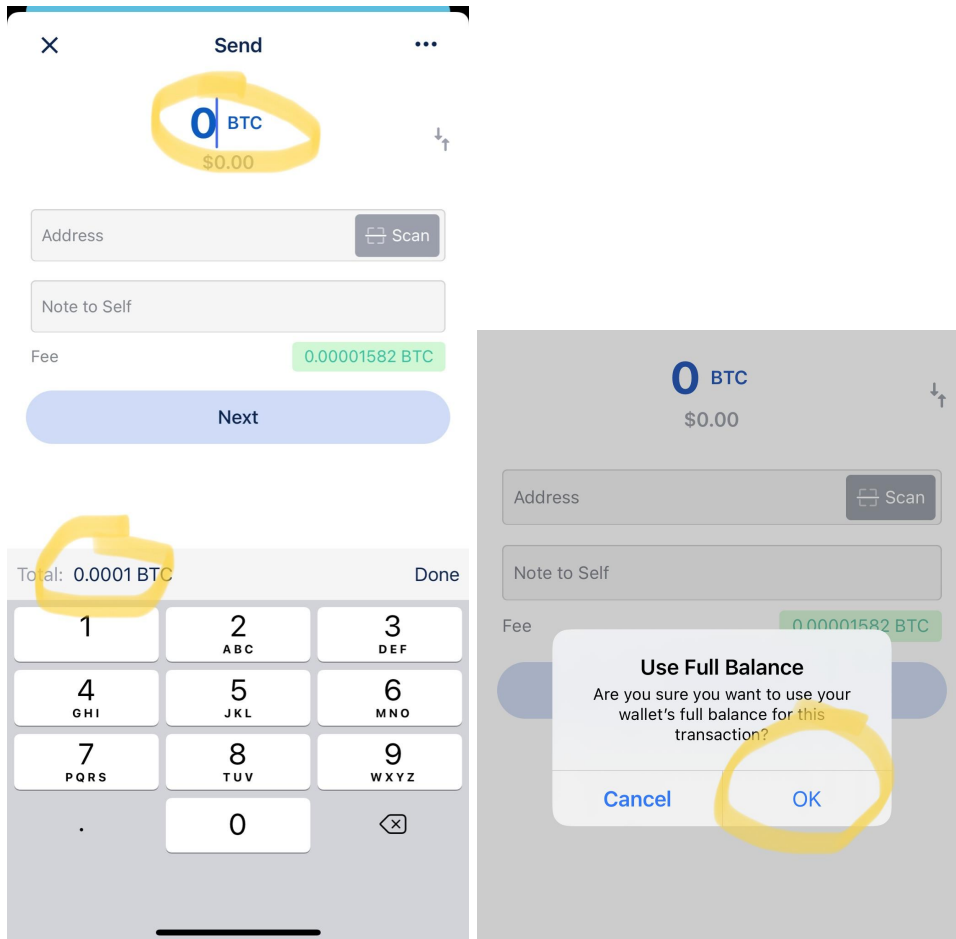 Send
0 BTC
$0.00
Address
Scan
Note to Self
Fee 0.00001582 BTC
Next
Total: 0.0001 BTC Done
1 2 3
ABC DEF
4 5 6
GHI JKL MNO
7 8 9
PQRS TUV WXYZ
. 0
0 BTC
$0.00
Address
Scan
Note to Self
Fee 0.00001582 BTC
Use Full Balance
Are you sure you want to use your
wallet's full balance for this
transaction?
Cancel OK